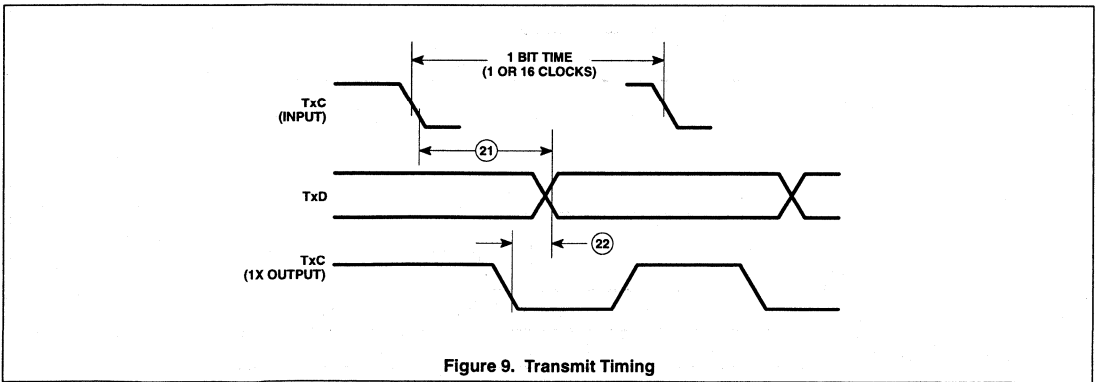 1 BIT TIME
(1 OR 16 CLOCKS)
TxC
(INPUT)
21
TxD
22
TxC
(1X OUTPUT)
Figure 9. Transmit Timing